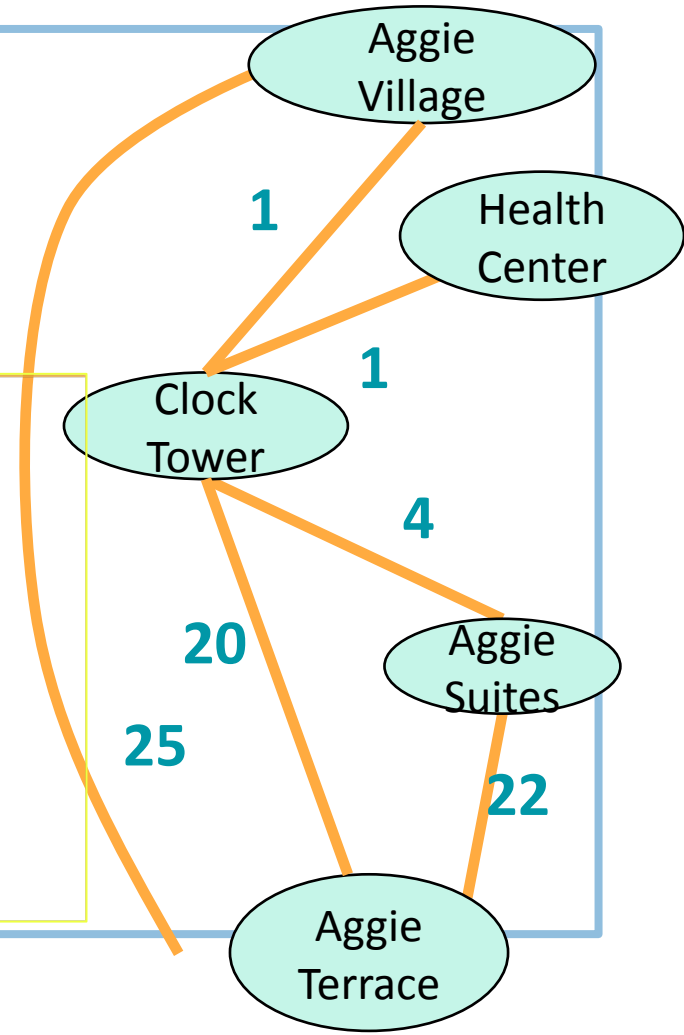 Aggie
Village
1
Health
Center
1
Clock
Tower
4
20
Aggie
Suites
25
22
Aggie
Terrace